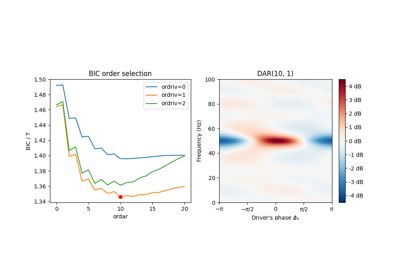 BIC order selection
1.50
1.48
1.46
1.44
1.42
1.40
1.38
1.36
1.34
BIC / T
0
5
10
15
20
ordar
ordriv=0
ordriv=1
ordriv=2
DAR(10, 1)
100
80
60
40
20
0
Frequency (Hz)
−π
−π/2
0
π/2
π
4 dB
3 dB
2 dB
1 dB
0 dB
-1 dB
-2 dB
-3 dB
-4 dB